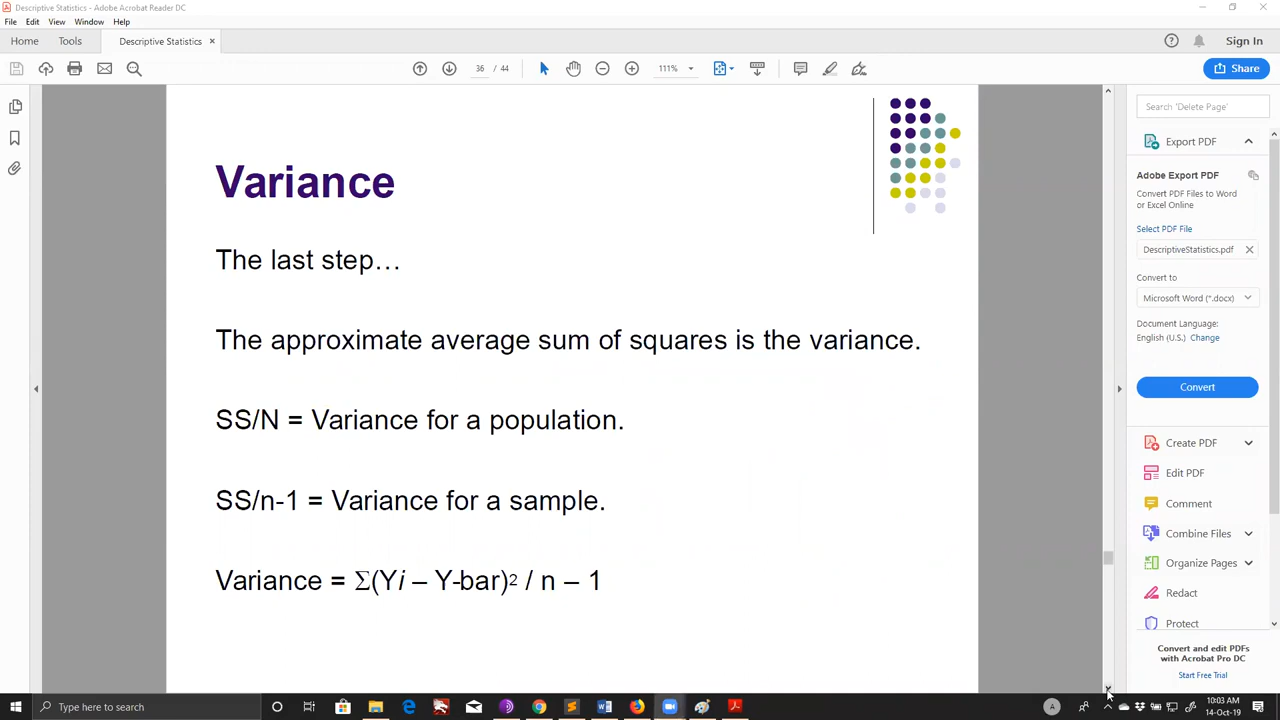 Descriptive Statistics - Adobe Acrobat Reader DC
File Edit View Window Help
Home Tools Descriptive Statistics × Sign In
36 / 44 111% Share
Search 'Delete Page'
Export PDF
Adobe Export PDF
Convert PDF Files to Word
or Excel Online
Select PDF File
DescriptiveStatistics.pdf
Convert to
Microsoft Word (*.docx)
Document Language:
English (U.S.) Change
Convert
Create PDF
Edit PDF
Comment
Combine Files
Organize Pages
Redact
Protect
Convert and edit PDFs
with Acrobat Pro DC
Start Free Trial
Variance
The last step…
The approximate average sum of squares is the variance.
SS/N = Variance for a population.
SS/n-1 = Variance for a sample.
Variance = Σ(Yi – Y-bar)² / n – 1
Type here to search
A
10:03 AM
14-Oct-19